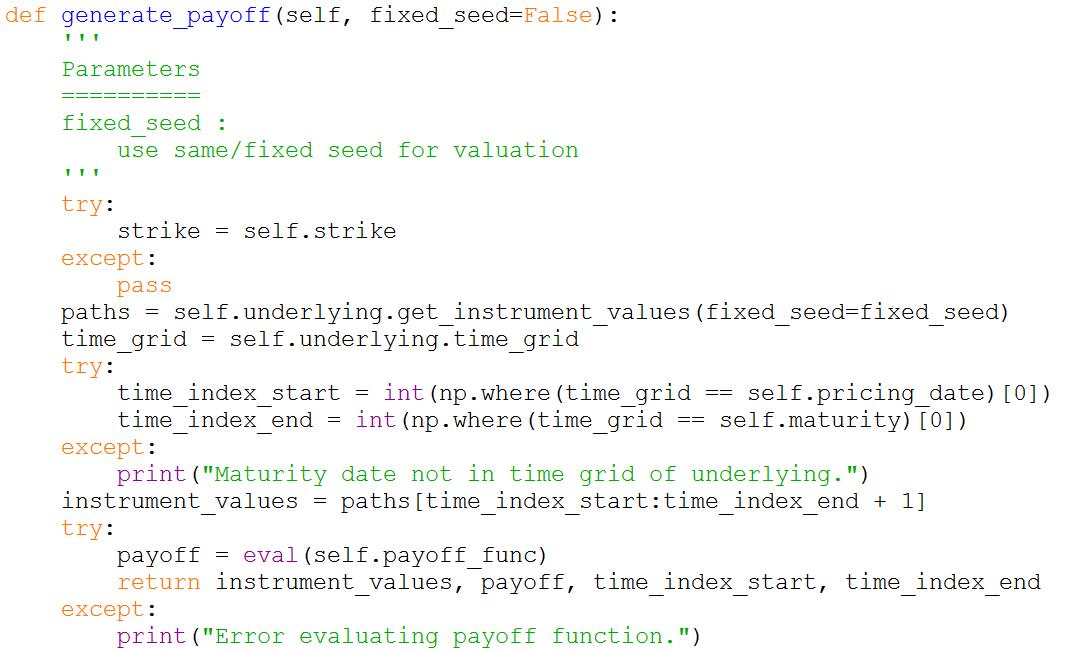 def generate_payoff(self, fixed_seed=False):
    '''
    Parameters
    ==========
    fixed_seed :
        use same/fixed seed for valuation
    '''
    try:
        strike = self.strike
    except:
        pass
    paths = self.underlying.get_instrument_values(fixed_seed=fixed_seed)
    time_grid = self.underlying.time_grid
    try:
        time_index_start = int(np.where(time_grid == self.pricing_date)[0])
        time_index_end = int(np.where(time_grid == self.maturity)[0])
    except:
        print("Maturity date not in time grid of underlying.")
    instrument_values = paths[time_index_start:time_index_end + 1]
    try:
        payoff = eval(self.payoff_func)
        return instrument_values, payoff, time_index_start, time_index_end
    except:
        print("Error evaluating payoff function.")